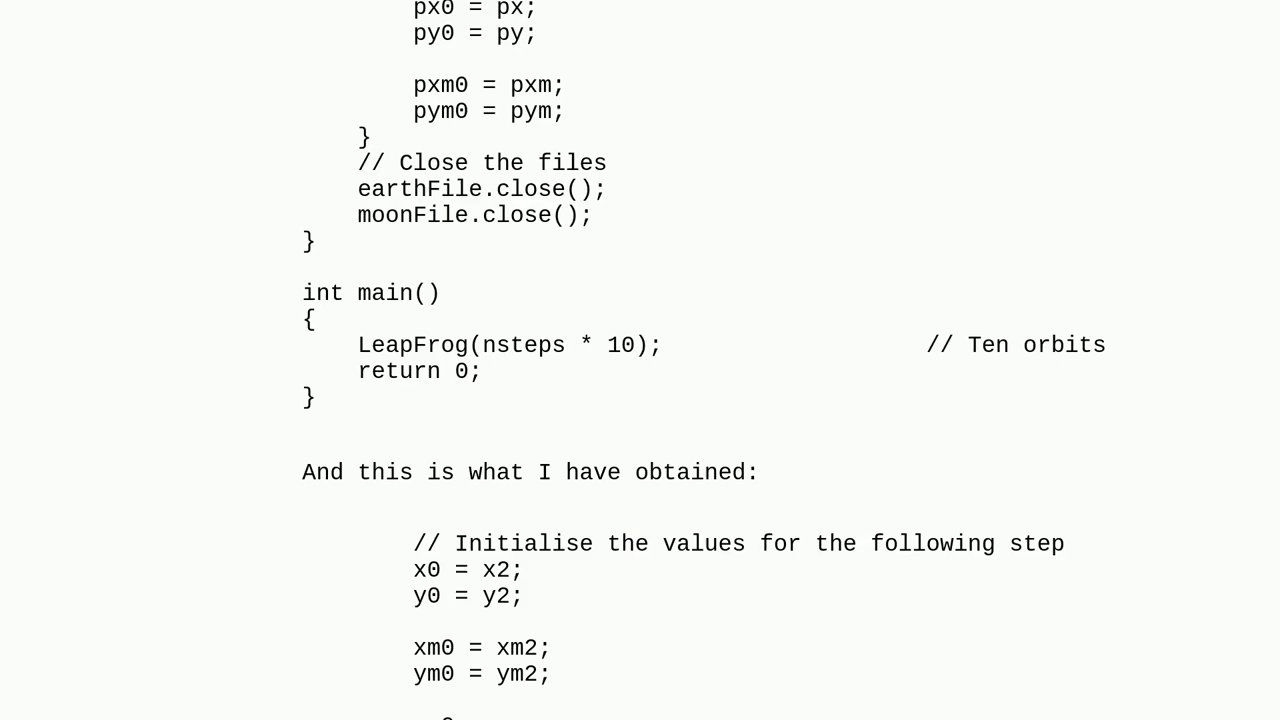 px0 = px;
py0 = py;
pxm0 = pxm;
pym0 = pym;
}
// Close the files
earthFile.close();
moonFile.close();
}
int main()
{
LeapFrog(nsteps * 10); // Ten orbits
return 0;
}
And this is what I have obtained:
// Initialise the values for the following step
x0 = x2;
y0 = y2;
xm0 = xm2;
ym0 = ym2;